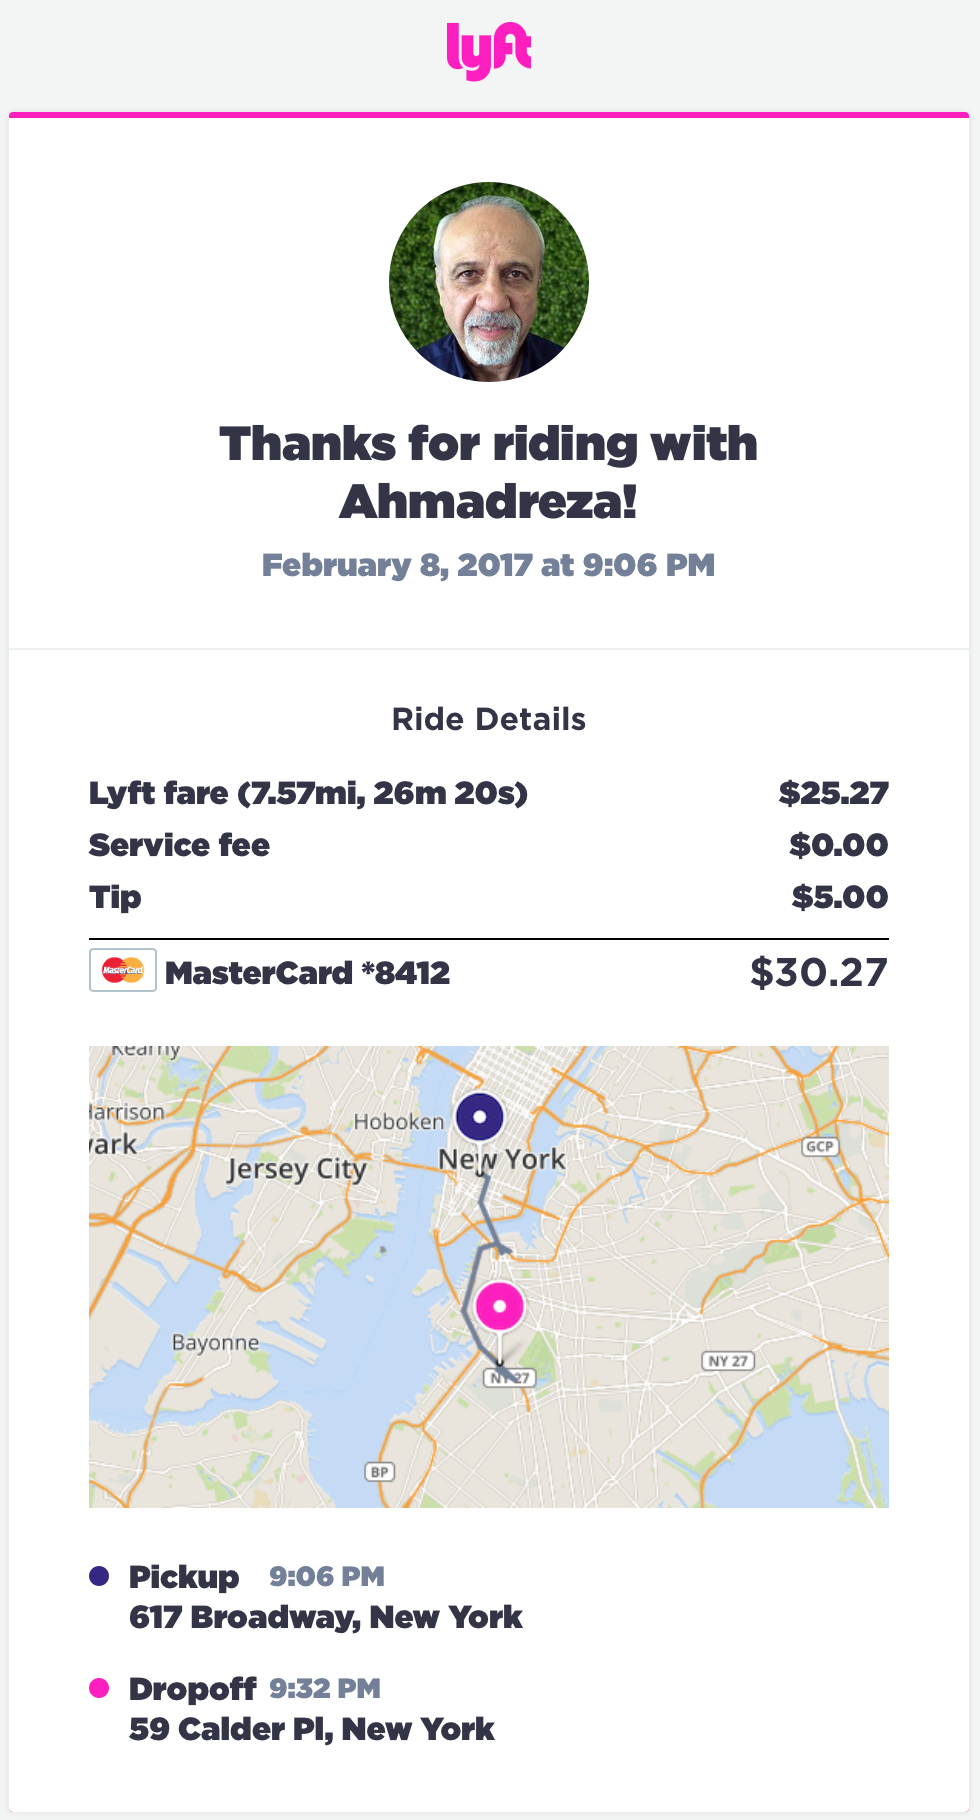 lyft
Thanks for riding with
Ahmadreza!
February 8, 2017 at 9:06 PM
Ride Details
Lyft fare (7.57mi, 26m 20s) $25.27
Service fee $0.00
Tip $5.00
MasterCard MasterCard *8412 $30.27
Kearny
Harrison
Hoboken
GCP
New York
Jersey City
Bayonne
NY 27
NY 27
BP
Pickup 9:06 PM
617 Broadway, New York
Dropoff 9:32 PM
59 Calder Pl, New York